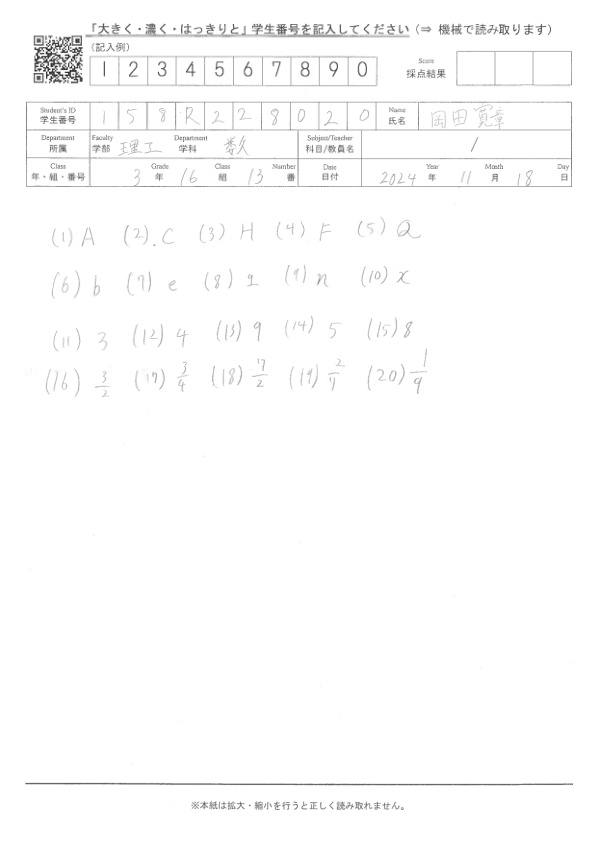 「大きく・濃く・はっきりと」学生番号を記入してください（⇒ 機械で読み取ります）
（記入例）
1 2 3 4 5 6 7 8 9 0
Score
採点結果
Student's ID
学生番号
1 5 8 R 2 2 8 0 2 0
Name
氏名
岡田 寛章
Department
所属
Faculty
学部 理工
Department
学科 数
Subject/Teacher
科目/教員名
/
Class
年・組・番号
Grade Class Number
3 年 16 組 13 番
Date
日付
Year Month Day
2024 年 11 月 18 日
(1) A (2) . C (3) H (4) F (5) Q
(6) b (7) e (8) q (9) n (10) x
(11) 3 (12) 4 (13) 9 (14) 5 (15) 8
(16) 3/2 (17) 3/4 (18) 7/2 (19) 2/7 (20) 1/9
※本紙は拡大・縮小を行うと正しく読み取れません。